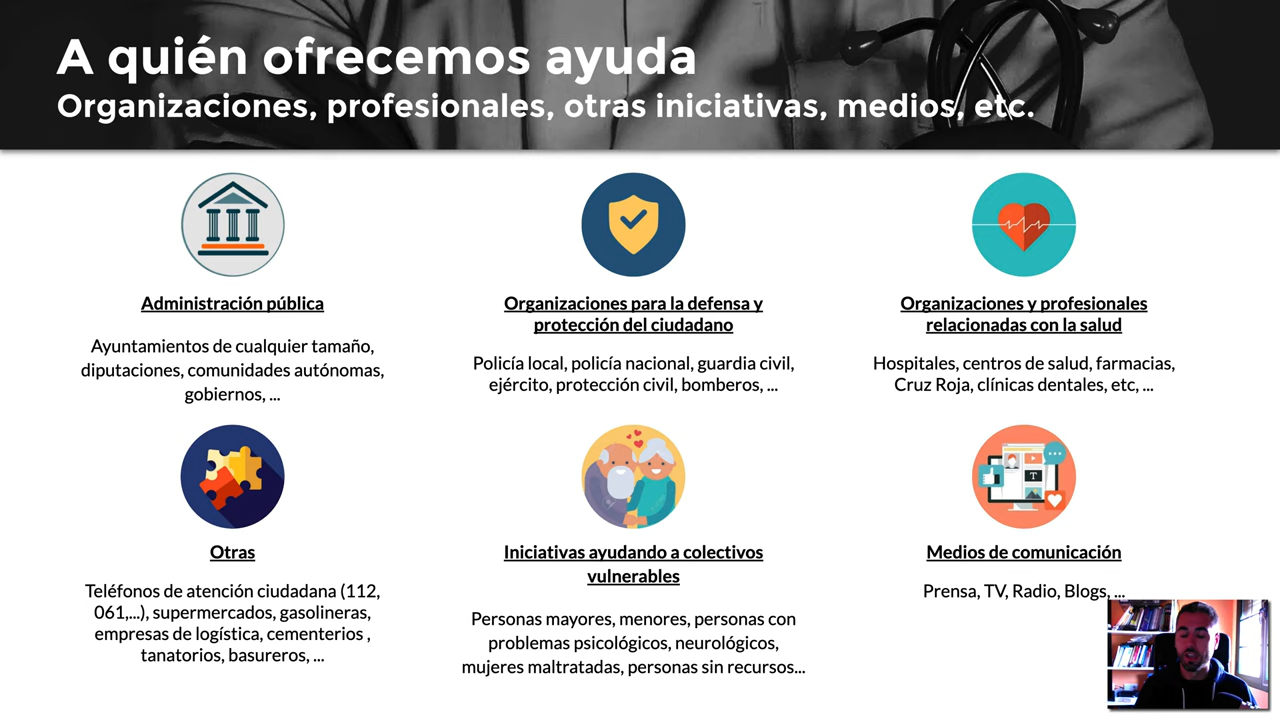 A quién ofrecemos ayuda
Organizaciones, profesionales, otras iniciativas, medios, etc.
Administración pública
Ayuntamientos de cualquier tamaño,
diputaciones, comunidades autónomas,
gobiernos, ...
Organizaciones para la defensa y
protección del ciudadano
Policía local, policía nacional, guardia civil,
ejército, protección civil, bomberos, ...
Organizaciones y profesionales
relacionadas con la salud
Hospitales, centros de salud, farmacias,
Cruz Roja, clínicas dentales, etc, ...
Otras
Teléfonos de atención ciudadana (112,
061,...), supermercados, gasolineras,
empresas de logística, cementerios ,
tanatorios, basureros, ...
Iniciativas ayudando a colectivos
vulnerables
Personas mayores, menores, personas con
problemas psicológicos, neurológicos,
mujeres maltratadas, personas sin recursos...
T
Medios de comunicación
Prensa, TV, Radio, Blogs, ...